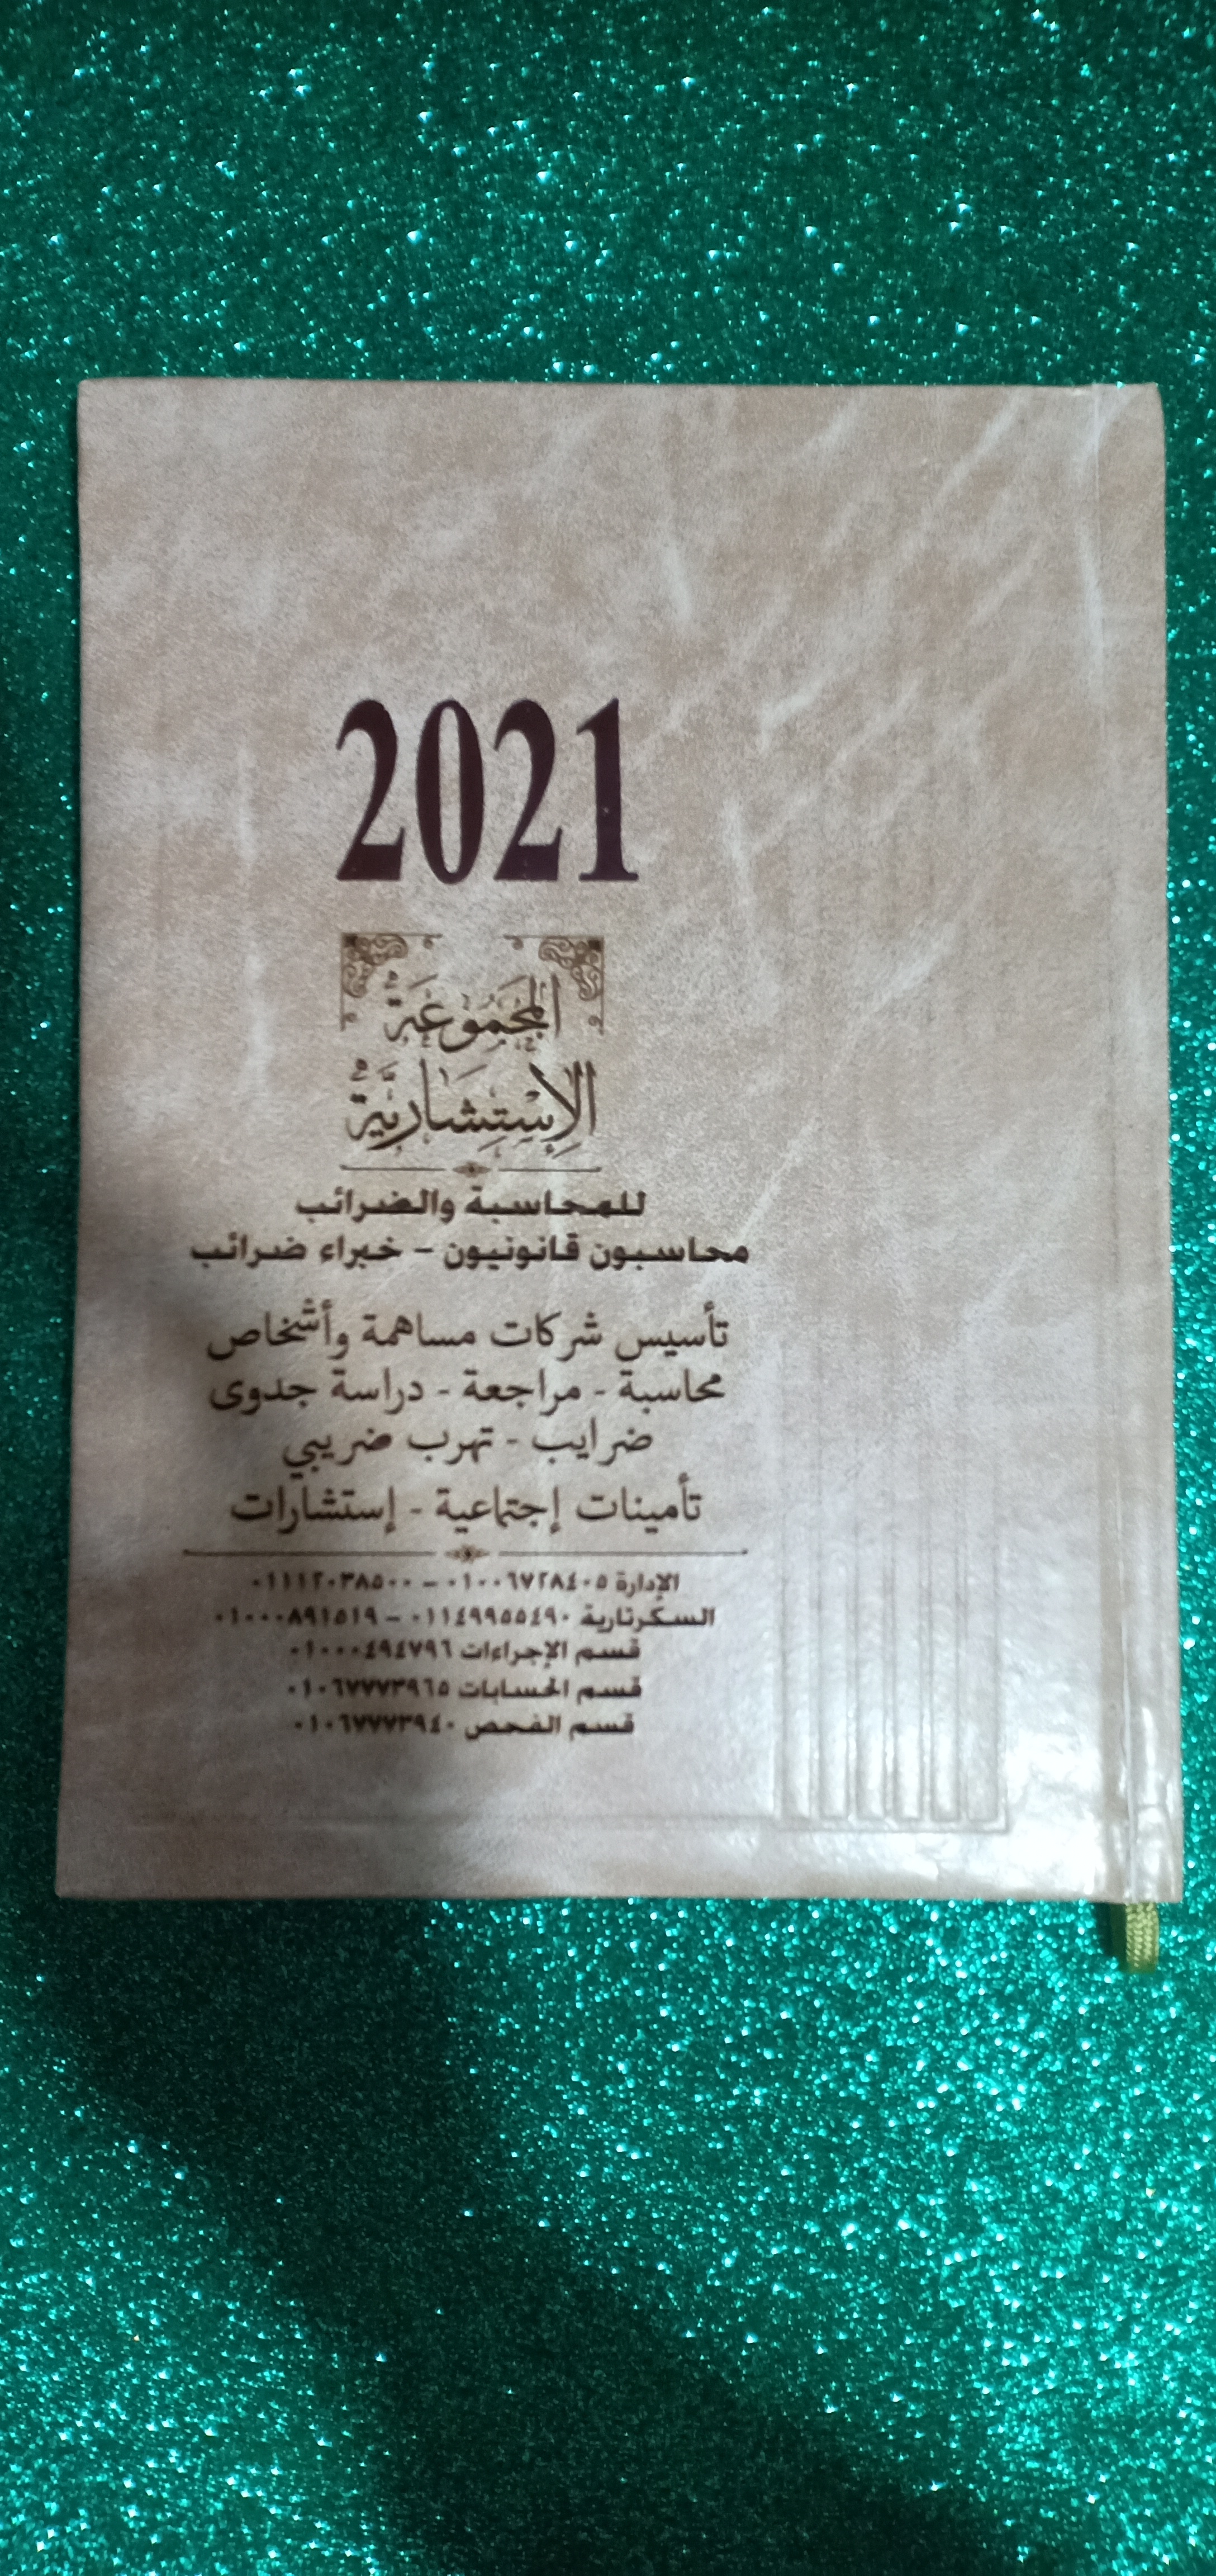 2021
المجموعة
الإستشارية
للمحاسبة والضرائب
محاسبون قانونيون - خبراء ضرائب
تأسيس شركات مساهمة وأشخاص
محاسبة - مراجعة - دراسة جدوى
ضرايب - تهرب ضريبي
تأمينات إجتماعية - إستشارات
الإدارة ٠١٠٠٦٧٢٨٤٠٥ - ٠١١١٢٠٣٨٥٠٠
السكرتارية ٠١١٤٩٩٥٥٤٩٠ - ٠١٠٠٠٨٩١٥١٩
قسم الإجراءات ٠١٠٠٠٤٩٤٧٩٦
قسم الحسابات ٠١٠٦٧٧٧٣٩٦٥
قسم الفحص ٠١٠٦٧٧٧٣٩٤٠